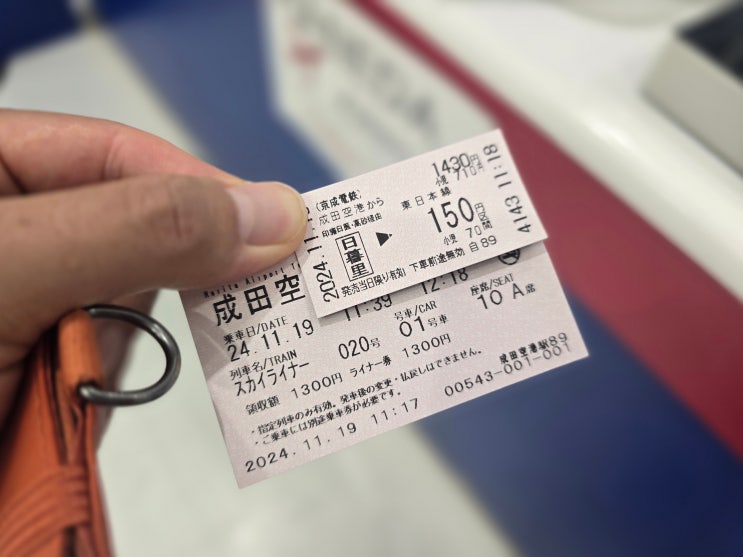 (京成電鉄)
成田空港から
印旛日医・高砂経由
日暮里
▶
1430円
小児 710円
東日本線
150円区間
小児 70
2024.11.
発売当日限り有効 下車前途無効 自89
4143 11:18
Narita Airport T
成田空
乗車日/DATE
24.11.19
11:39
12:18
列車名/TRAIN
スカイライナー
020号
号車/CAR
01号車
座席/SEAT
10 A席
領収額 1300円 ライナー券 1300円
・指定列車のみ有効。発車後の変更・払戻しはできません。
・ご乗車には別途乗車券が必要です。
成田空港駅89
2024.11.19 11:17 00543-001-001